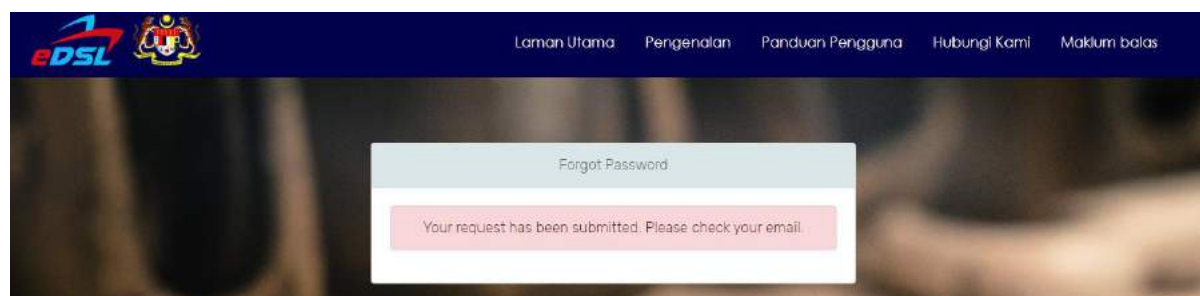 eDSL
Laman Utama Pengenalan Panduan Pengguna Hubungi Kami Maklum balas
Forgot Password
Your request has been submitted. Please check your email.